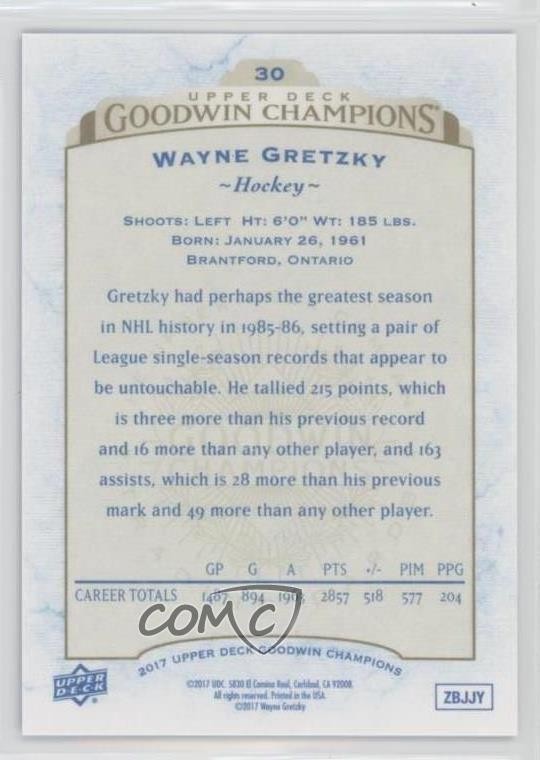 30
UPPER DECK
GOODWIN CHAMPIONS®
WAYNE GRETZKY
~Hockey~
SHOOTS: LEFT HT: 6'0" WT: 185 LBS.
BORN: JANUARY 26, 1961
BRANTFORD, ONTARIO
Gretzky had perhaps the greatest season
in NHL history in 1985-86, setting a pair of
League single-season records that appear to
be untouchable. He tallied 215 points, which
is three more than his previous record
and 16 more than any other player, and 163
assists, which is 28 more than his previous
mark and 49 more than any other player.
GP G A PTS +/- PIM PPG
CAREER TOTALS 1487 894 1963 2857 518 577 204
COMC
2017 UPPER DECK GOODWIN CHAMPIONS
UPPER DECK
©2017 UDC. 5830 El Camino Real, Carlsbad, CA 92008.
All rights reserved. Printed in the USA.
©2017 Wayne Gretzky
ZBJJY